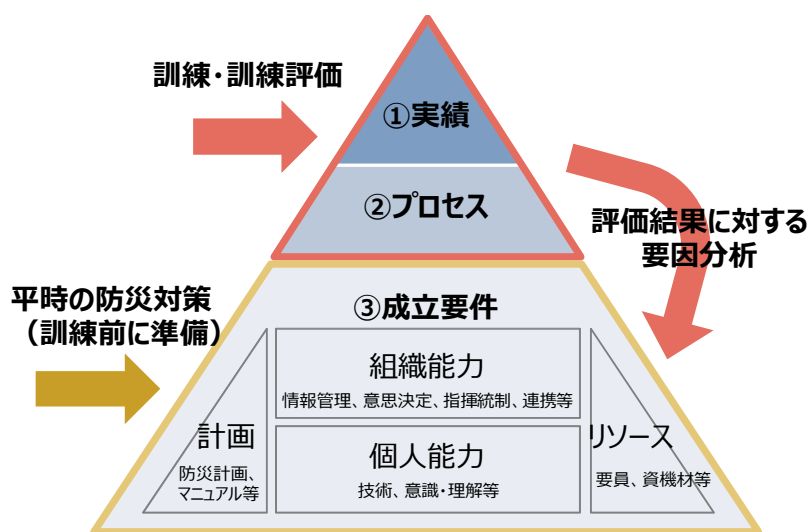 訓練・訓練評価
①実績
②プロセス
評価結果に対する
要因分析
平時の防災対策
（訓練前に準備）
③成立要件
組織能力
情報管理、意思決定、指揮統制、連携等
計画
防災計画、
マニュアル等
個人能力
技術、意識・理解等
リソース
要員、資機材等